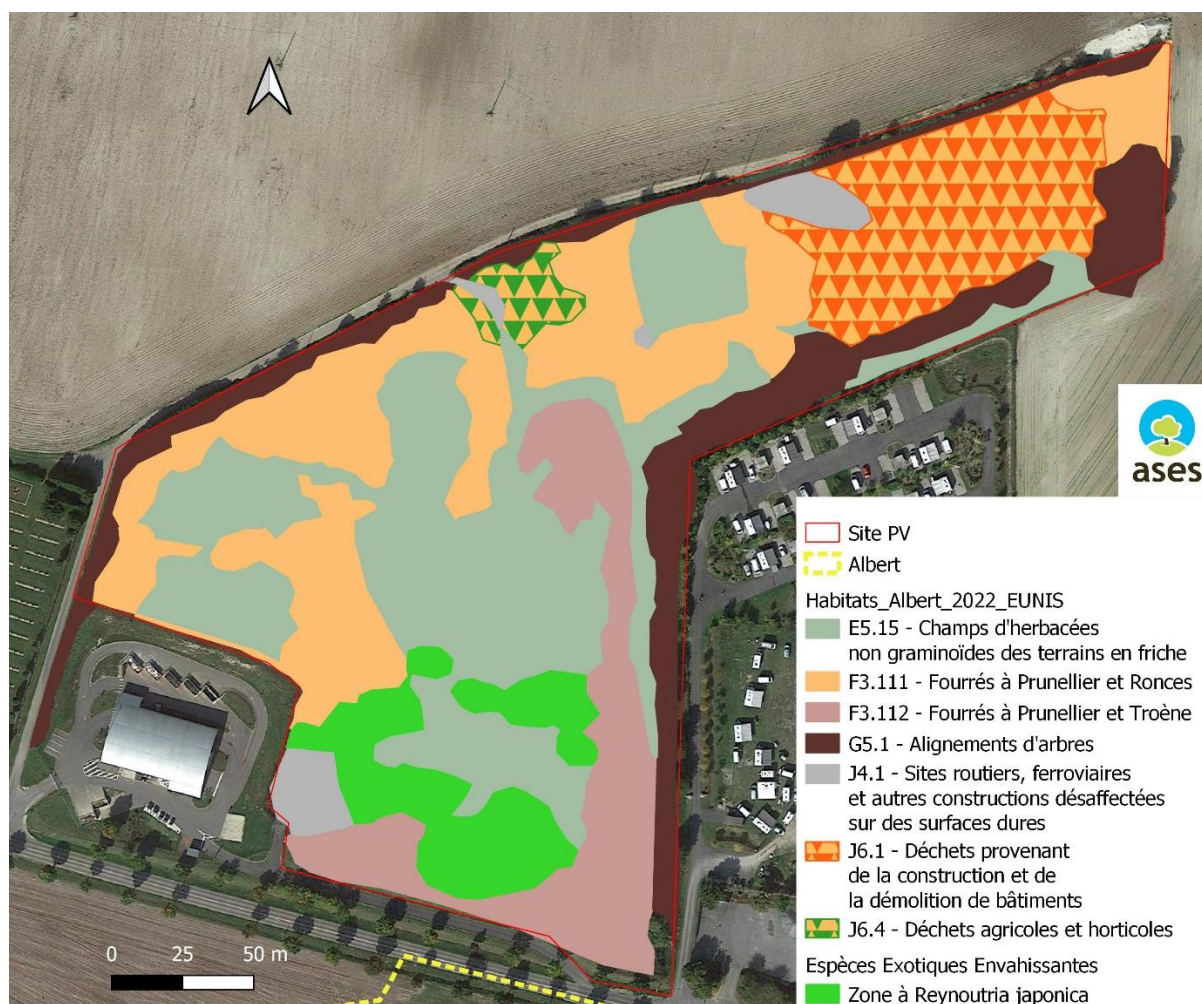 ases
Site PV
Albert
Habitats_Albert_2022_EUNIS
E5.15 - Champs d'herbacées
non graminoïdes des terrains en friche
F3.111 - Fourrés à Prunellier et Ronces
F3.112 - Fourrés à Prunellier et Troène
G5.1 - Alignements d'arbres
J4.1 - Sites routiers, ferroviaires
et autres constructions désaffectées
sur des surfaces dures
J6.1 - Déchets provenant
de la construction et de
la démolition de bâtiments
J6.4 - Déchets agricoles et horticoles
Espèces Exotiques Envahissantes
Zone à Reynoutria japonica
0 25 50 m